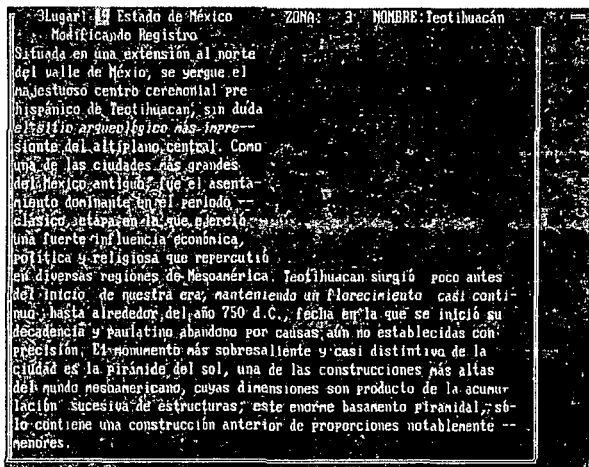 3Lugar! 15 Estado de México ZONA: 3 NOMBRE:Teotihuacán
Modificando Registro
Situada en una extensión al norte
del valle de Méxio, se yergue el
majestuoso centro ceremonial pre
hispánico de Teotihuacan, sin duda
el sitio arqueológico más impre--
sionte del altiplano central. Como
una de las ciudades más grandes
del México antiguo, fue el asenta-
miento dominante en el periodo --
clásico, etapa en la que ejerció
una fuerte influencia económica,
política y religiosa que repercutió
en diversas regiones de Mesoamérica. Teotihuacan surgió poco antes
del inicio de nuestra era, manteniendo un florecimiento casi conti-
nuo, hasta alrededor del año 750 d.C., fecha en la que se inició su
decadencia y paulatino abandono por causas aún no establecidas con
precisión. El monumento más sobresaliente y casi distintivo de la
ciudad es la pirámide del sol, una de las construcciones más altas
del mundo mesoamericano, cuyas dimensiones son producto de la acumu-
lación sucesiva de estructuras; este enorme basamento piramidal, só-
lo contiene una construcción anterior de proporciones notablemente --
menores.